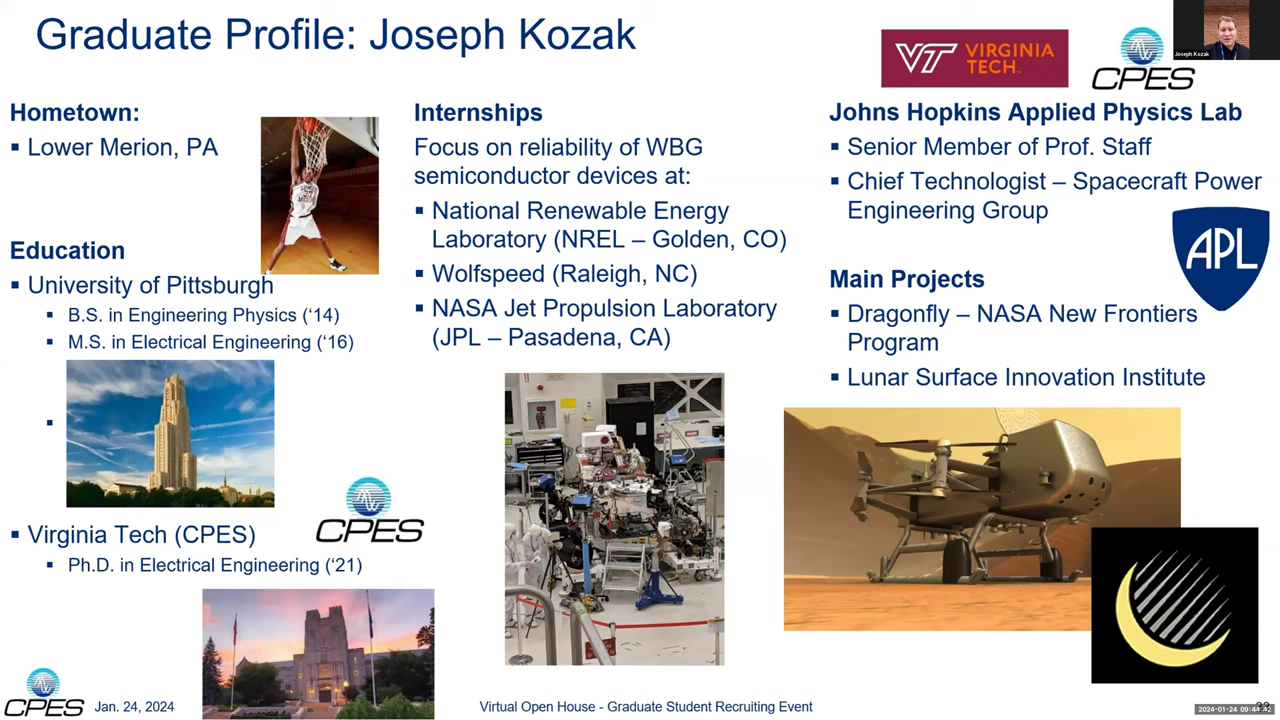 Graduate Profile: Joseph Kozak
VIRGINIA
TECH
CPES
Joseph Kozak
Hometown:
▪ Lower Merion, PA
Education
▪ University of Pittsburgh
▪ B.S. in Engineering Physics (‘14)
▪ M.S. in Electrical Engineering (‘16)
▪ Virginia Tech (CPES)
CPES
▪ Ph.D. in Electrical Engineering (‘21)
Internships
Focus on reliability of WBG
semiconductor devices at:
▪ National Renewable Energy
Laboratory (NREL – Golden, CO)
▪ Wolfspeed (Raleigh, NC)
▪ NASA Jet Propulsion Laboratory
(JPL – Pasadena, CA)
Johns Hopkins Applied Physics Lab
▪ Senior Member of Prof. Staff
▪ Chief Technologist – Spacecraft Power
Engineering Group
APL
Main Projects
▪ Dragonfly – NASA New Frontiers
Program
▪ Lunar Surface Innovation Institute
CPES
Jan. 24, 2024
Virtual Open House - Graduate Student Recruiting Event
2024-01-24 09:44:42